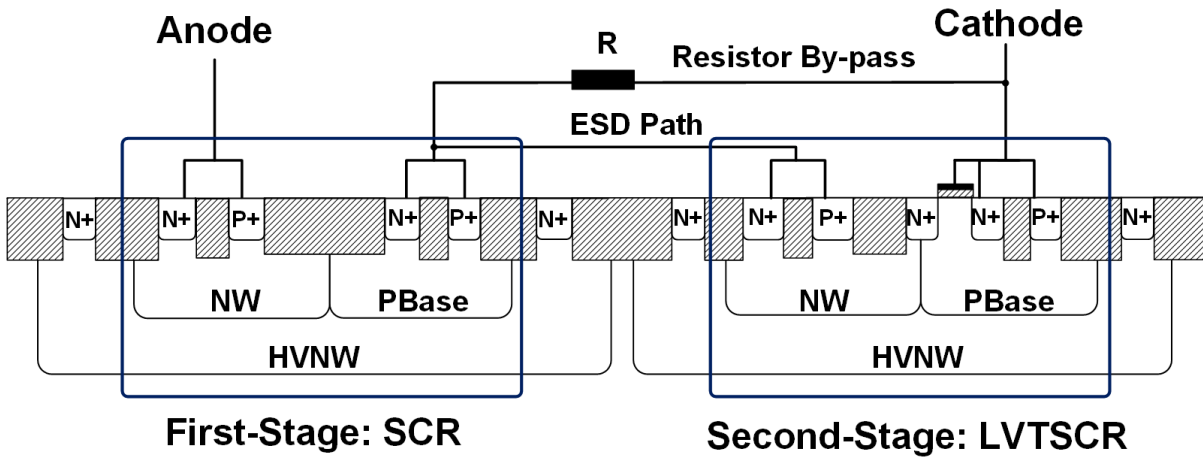 Anode
Cathode
R
Resistor By-pass
ESD Path
N+ N+ P+ N+ P+ N+ N+ N+ P+ N+ N+ P+ N+
NW PBase NW PBase
HVNW HVNW
First-Stage: SCR
Second-Stage: LVTSCR